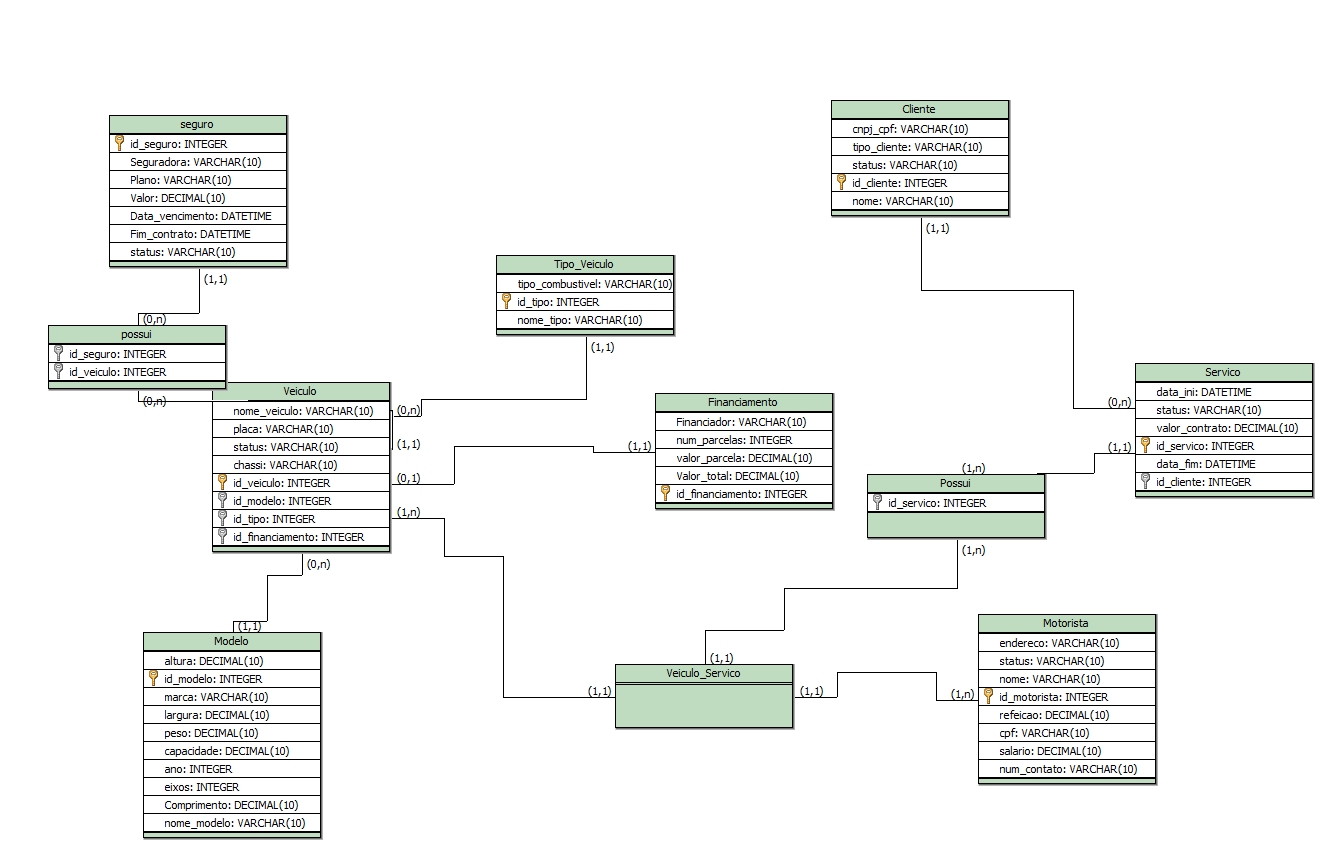 seguro
id_seguro: INTEGER
Seguradora: VARCHAR(10)
Plano: VARCHAR(10)
Valor: DECIMAL(10)
Data_vencimento: DATETIME
Fim_contrato: DATETIME
status: VARCHAR(10)
(1,1)
(0,n)
possui
id_seguro: INTEGER
id_veiculo: INTEGER
(0,n)
Cliente
cnpj_cpf: VARCHAR(10)
tipo_cliente: VARCHAR(10)
status: VARCHAR(10)
id_cliente: INTEGER
nome: VARCHAR(10)
(1,1)
Tipo_Veiculo
tipo_combustivel: VARCHAR(10)
id_tipo: INTEGER
nome_tipo: VARCHAR(10)
(1,1)
Veiculo
nome_veiculo: VARCHAR(10)
placa: VARCHAR(10)
status: VARCHAR(10)
chassi: VARCHAR(10)
id_veiculo: INTEGER
id_modelo: INTEGER
id_tipo: INTEGER
id_financiamento: INTEGER
(0,n)
(1,1)
(0,1)
(1,n)
(0,n)
Financiamento
Financiador: VARCHAR(10)
num_parcelas: INTEGER
valor_parcela: DECIMAL(10)
Valor_total: DECIMAL(10)
id_financiamento: INTEGER
(1,1)
Servico
data_ini: DATETIME
status: VARCHAR(10)
valor_contrato: DECIMAL(10)
id_servico: INTEGER
data_fim: DATETIME
id_cliente: INTEGER
(0,n)
(1,1)
(1,n)
Possui
id_servico: INTEGER
(1,n)
(1,1)
Modelo
altura: DECIMAL(10)
id_modelo: INTEGER
marca: VARCHAR(10)
largura: DECIMAL(10)
peso: DECIMAL(10)
capacidade: DECIMAL(10)
ano: INTEGER
eixos: INTEGER
Comprimento: DECIMAL(10)
nome_modelo: VARCHAR(10)
(1,1)
Veiculo_Servico
(1,1)
(1,1)
(1,n)
Motorista
endereco: VARCHAR(10)
status: VARCHAR(10)
nome: VARCHAR(10)
id_motorista: INTEGER
refeicao: DECIMAL(10)
cpf: VARCHAR(10)
salario: DECIMAL(10)
num_contato: VARCHAR(10)